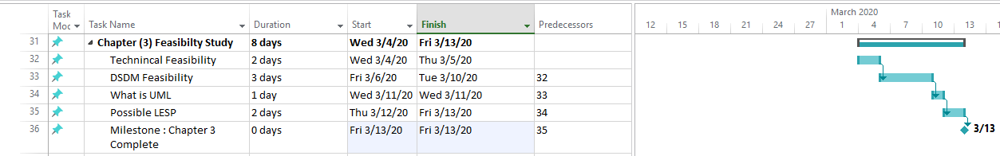 Task Mode Task Name Duration Start Finish Predecessors March 2020
12 15 18 21 24 27 1 4 7 10 13 16
31 Chapter (3) Feasibilty Study 8 days Wed 3/4/20 Fri 3/13/20
32 Technincal Feasibility 2 days Wed 3/4/20 Thu 3/5/20
33 DSDM Feasibility 3 days Fri 3/6/20 Tue 3/10/20 32
34 What is UML 1 day Wed 3/11/20 Wed 3/11/20 33
35 Possible LESP 2 days Thu 3/12/20 Fri 3/13/20 34
36 Milestone : Chapter 3 0 days Fri 3/13/20 Fri 3/13/20 35 3/13
Complete